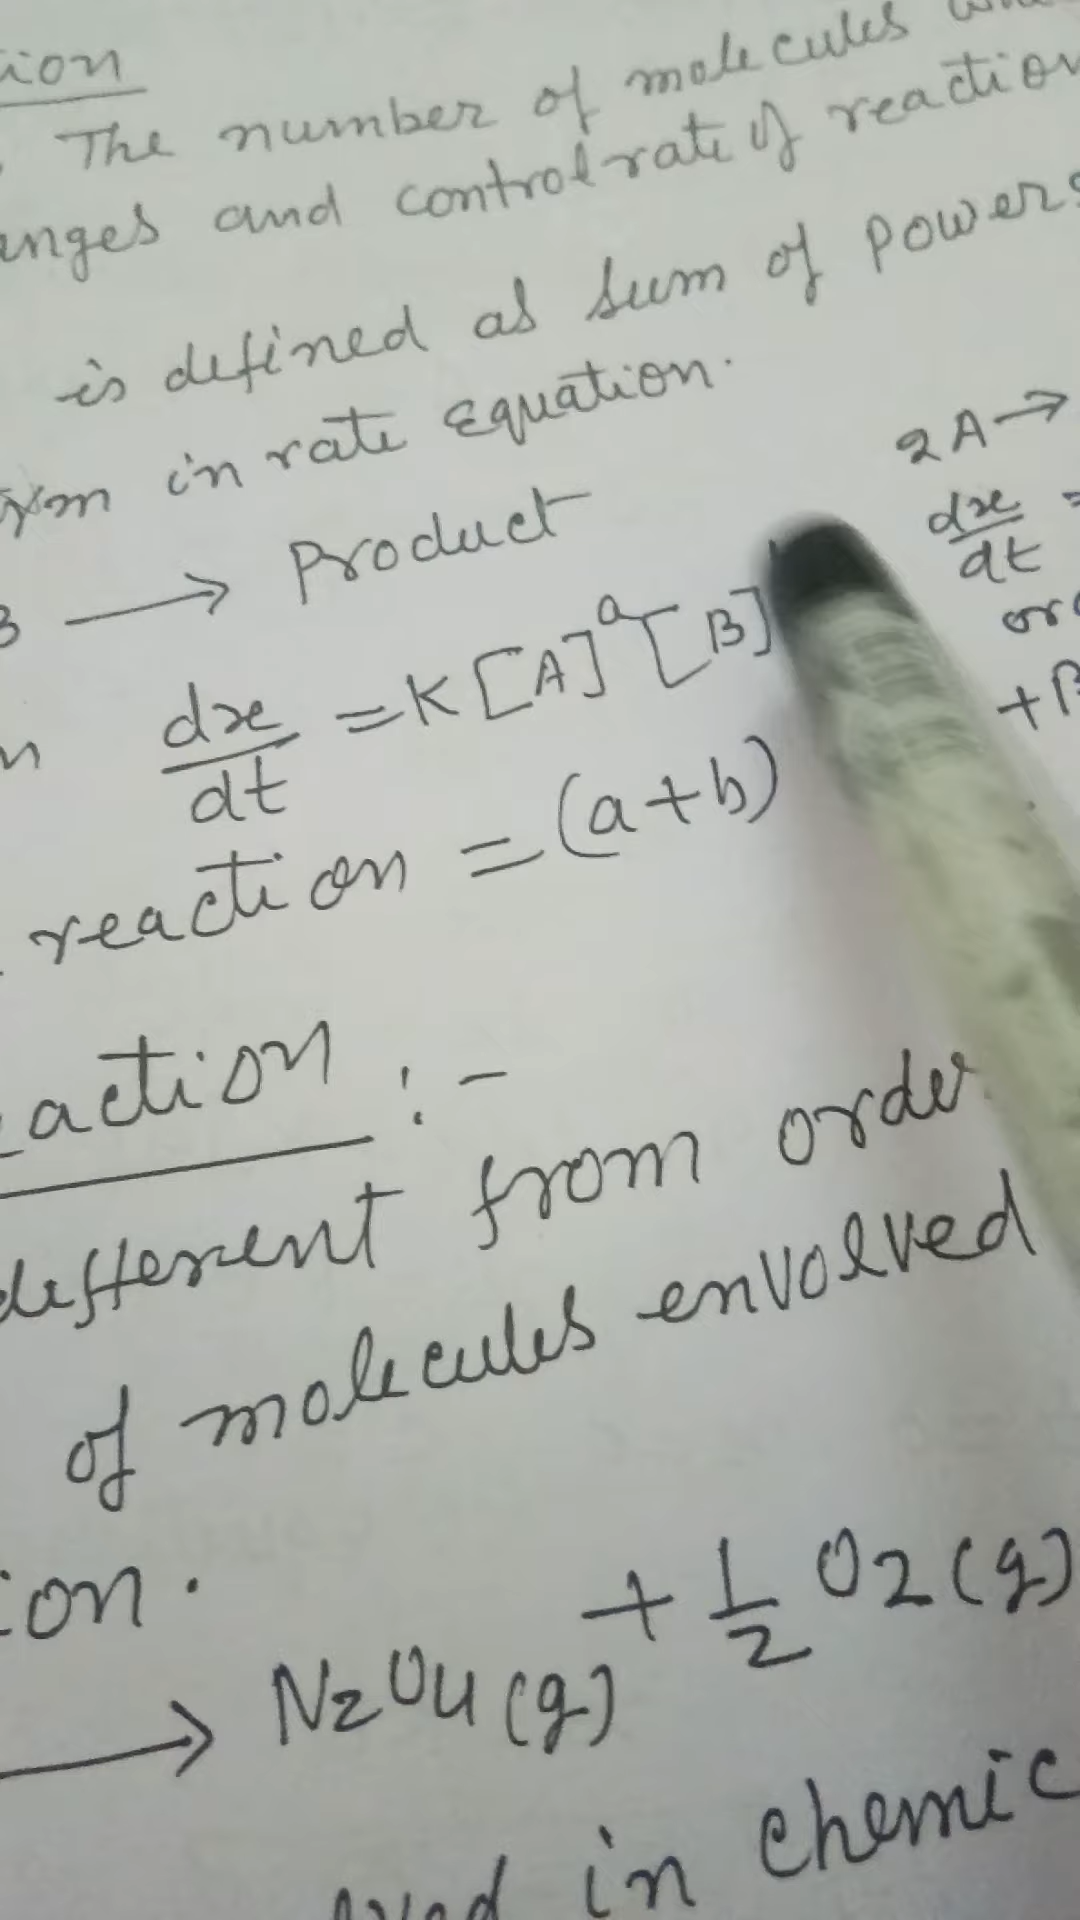 ion
The number of molecules
anges and control rate of reaction
is defined as sum of powers
in rate Equation.
→ Product
2A →
dx/dt = K[A]^a [B]
dx/dt =
reaction = (a+b)
action :-
different from order
of molecules envolved
ion.
→ N2O4(g) + 1/2 O2(g)
in chemic